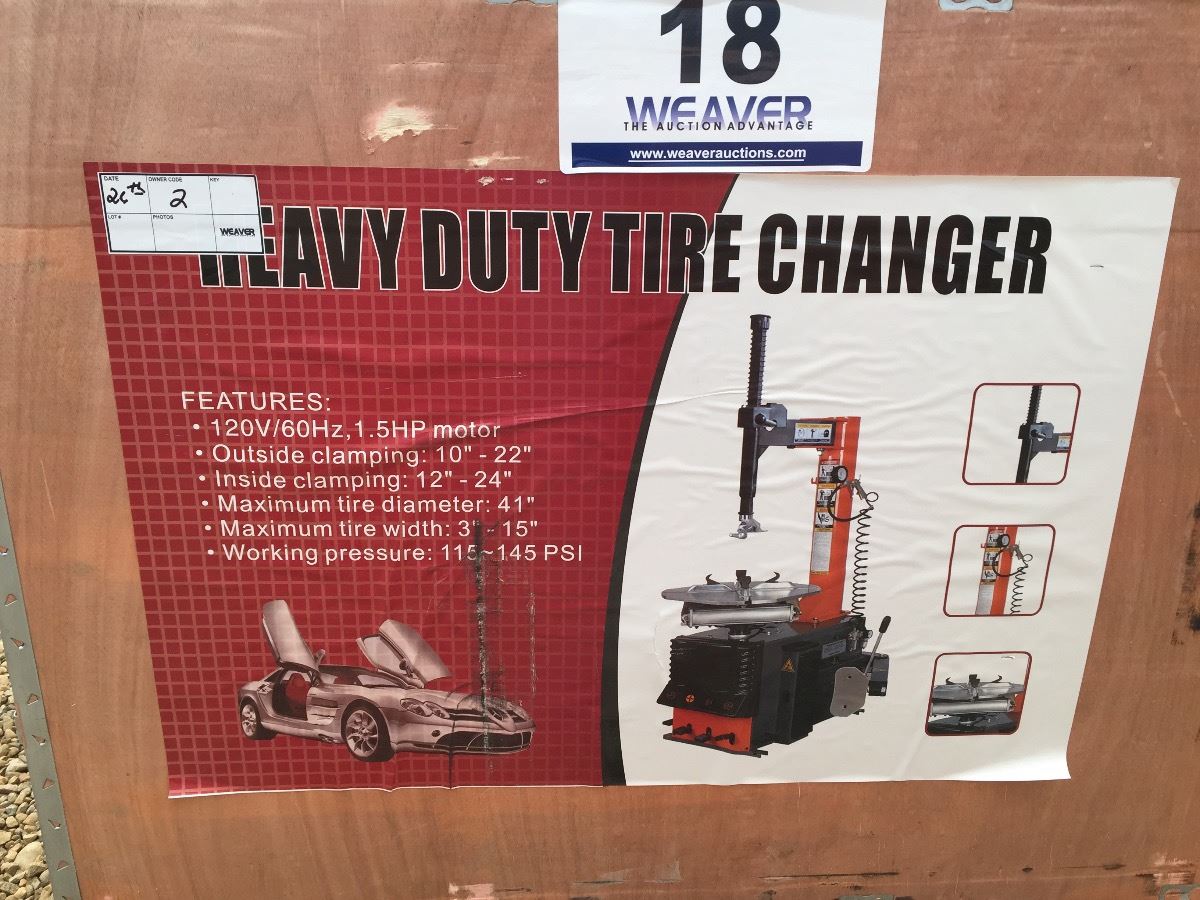 18
WEAVER
THE AUCTION ADVANTAGE
www.weaverauctions.com
DATE
OWNER CODE
KEY
26th
2
LOT #
PHOTOS
WEAVER
HEAVY DUTY TIRE CHANGER
FEATURES:
• 120V/60Hz,1.5HP motor
• Outside clamping: 10" - 22"
• Inside clamping: 12" - 24"
• Maximum tire diameter: 41"
• Maximum tire width: 3" - 15"
• Working pressure: 115~145 PSI